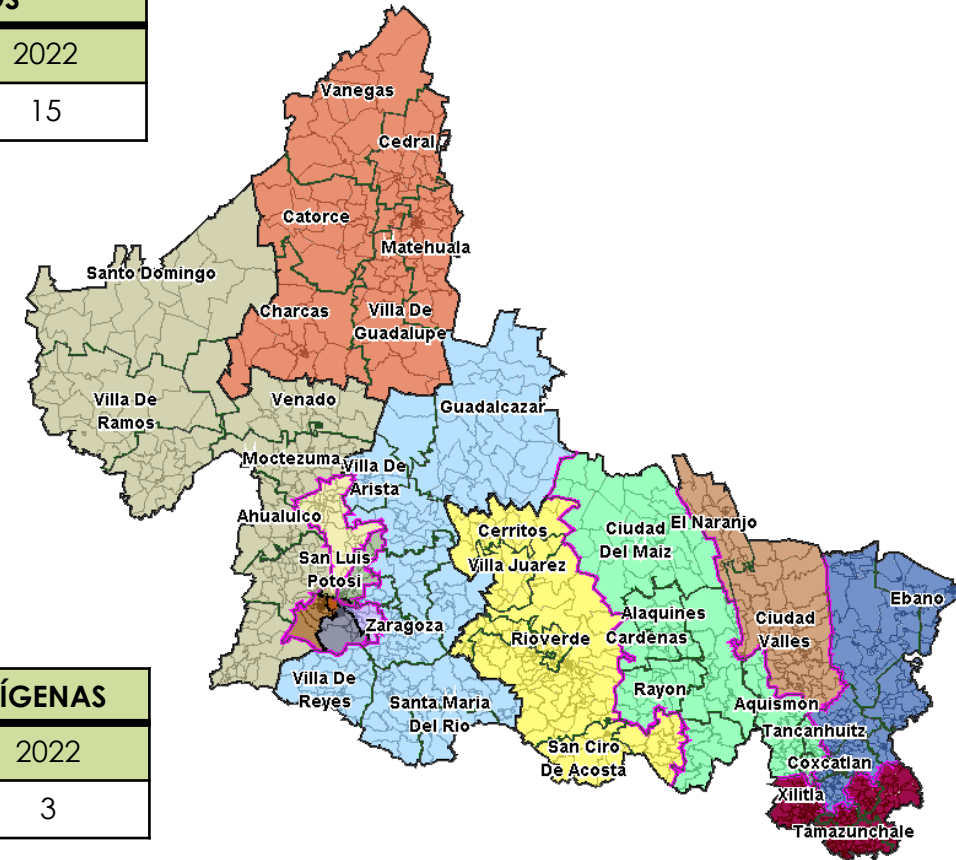 OS
2022
15
Vanegas
Cedral
Catorce
Matehuala
Santo Domingo
Charcas
Villa De
Guadalupe
Villa De
Ramos
Venado
Guadalcazar
Moctezuma
Villa De
Arista
Ahualulco
Cerritos
Ciudad
Del Maiz
El Naranjo
San Luis
Potosi
Villa Juarez
Ebano
Zaragoza
Alaquines
Ciudad
Valles
Rioverde
Cardenas
Villa De
Reyes
Rayon
Santa Maria
Del Rio
Aquismon
Tancanhuitz
San Ciro
De Acosta
Coxcatlan
Xilitla
Tamazunchale
ÍGENAS
2022
3